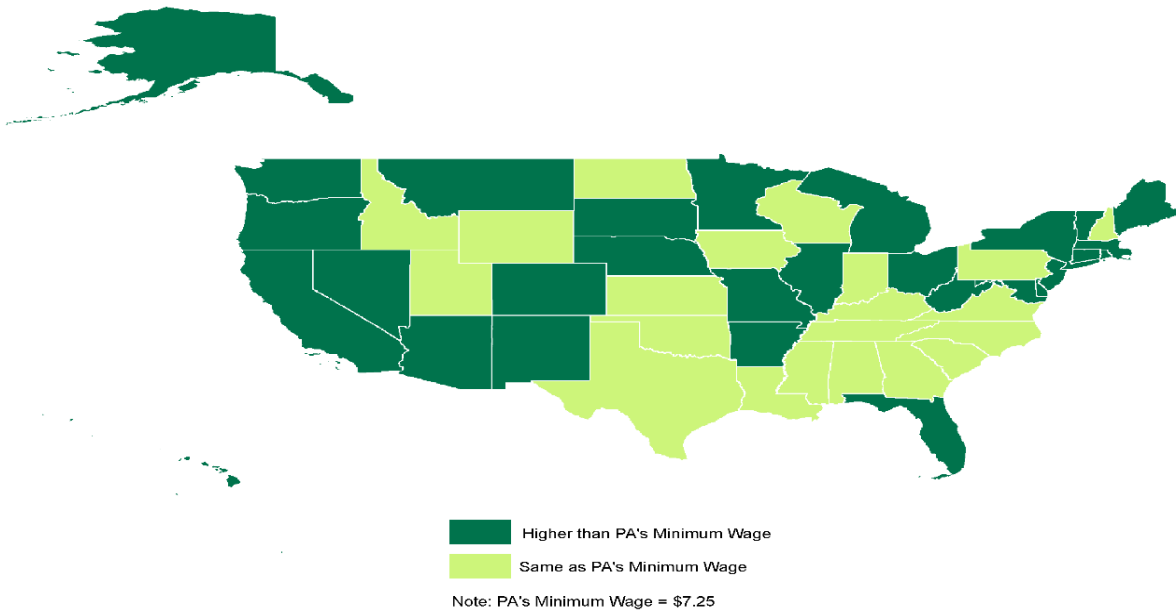 Higher than PA's Minimum Wage
Same as PA's Minimum Wage
Note: PA's Minimum Wage = $7.25